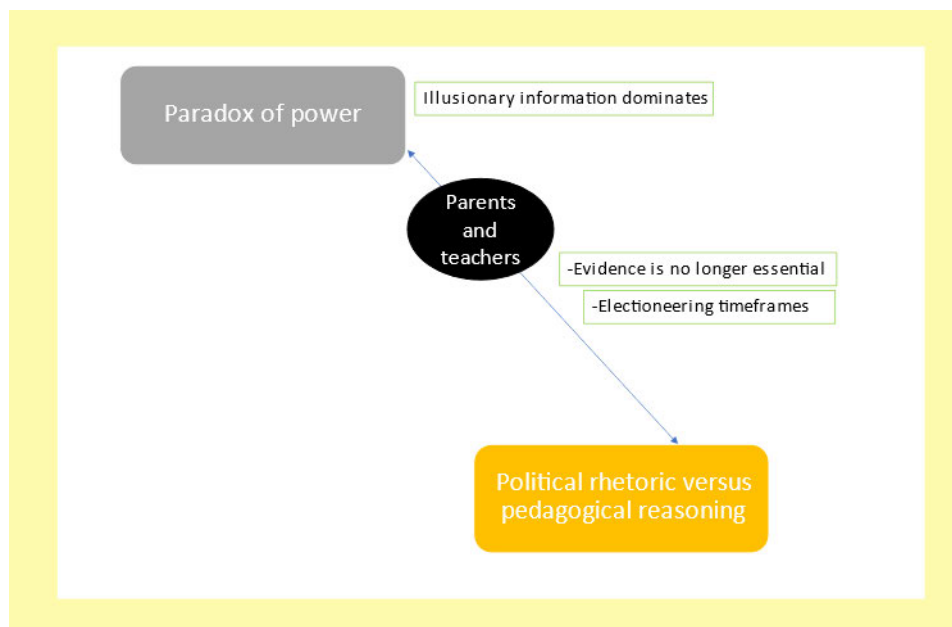 Paradox of power
Illusionary information dominates
Parents
and
teachers
-Evidence is no longer essential
-Electioneering timeframes
Political rhetoric versus
pedagogical reasoning